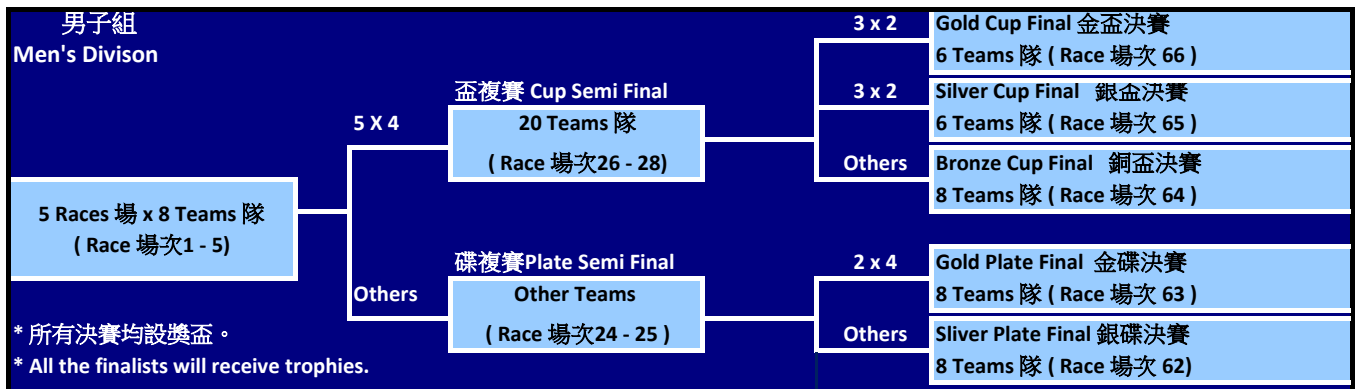 男子組
Men's Divison
5 Races 場 x 8 Teams 隊
( Race 場次1 - 5)
* 所有決賽均設獎盃。
* All the finalists will receive trophies.
5 X 4
Others
盃複賽 Cup Semi Final
20 Teams 隊
( Race 場次26 - 28)
碟複賽Plate Semi Final
Other Teams
( Race 場次24 - 25 )
3 x 2
Gold Cup Final 金盃決賽
6 Teams 隊 ( Race 場次 66 )
3 x 2
Silver Cup Final 銀盃決賽
6 Teams 隊 ( Race 場次 65 )
Others
Bronze Cup Final 銅盃決賽
8 Teams 隊 ( Race 場次 64 )
2 x 4
Gold Plate Final 金碟決賽
8 Teams 隊 ( Race 場次 63 )
Others
Sliver Plate Final 銀碟決賽
8 Teams 隊 ( Race 場次 62)